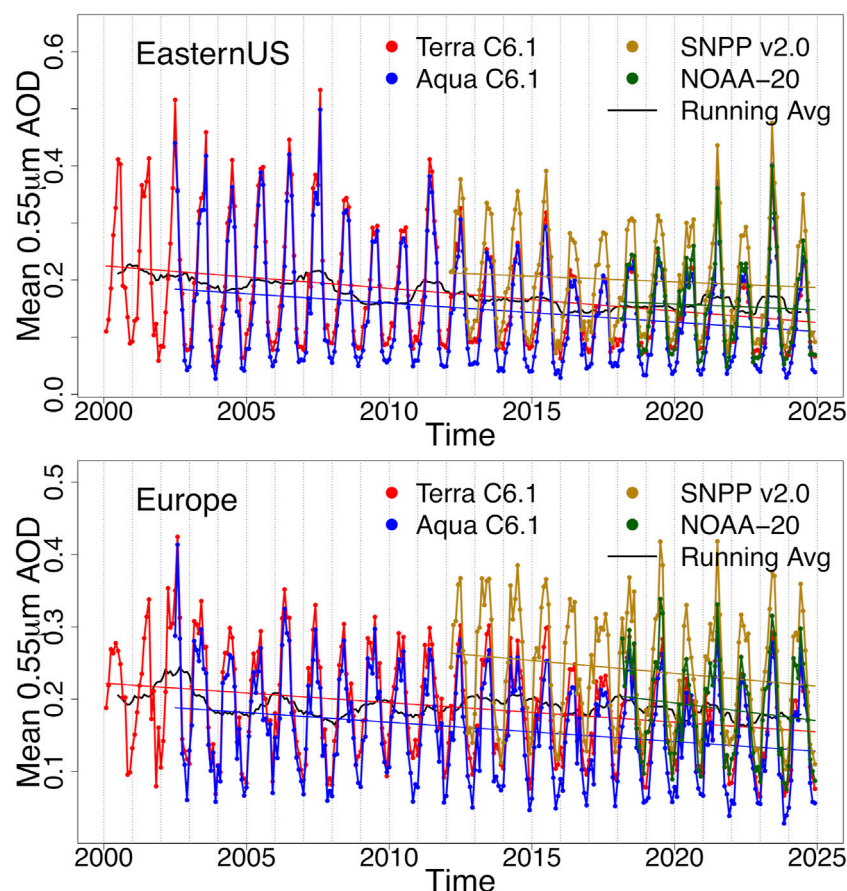 EasternUS
Terra C6.1
Aqua C6.1
SNPP v2.0
NOAA−20
Running Avg
Mean 0.55μm AOD
0.6
0.4
0.2
0.0
2000 2005 2010 2015 2020 2025
Time
Europe
Terra C6.1
Aqua C6.1
SNPP v2.0
NOAA−20
Running Avg
Mean 0.55μm AOD
0.5
0.4
0.3
0.2
0.1
2000 2005 2010 2015 2020 2025
Time